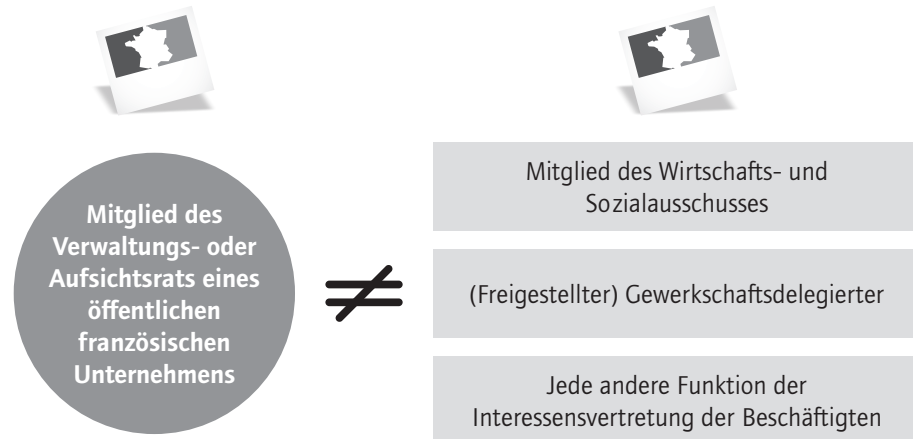 Mitglied des
Verwaltungs- oder
Aufsichtsrats eines
öffentlichen
französischen
Unternehmens
≠
Mitglied des Wirtschafts- und
Sozialausschusses
(Freigestellter) Gewerkschaftsdelegierter
Jede andere Funktion der
Interessensvertretung der Beschäftigten